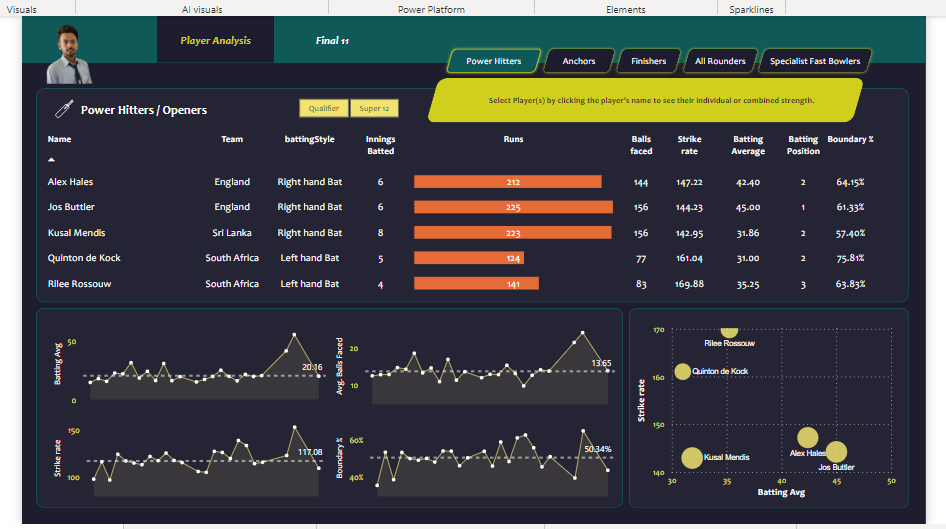 Visuals AI visuals Power Platform Elements Sparklines
Player Analysis Final 11
Power Hitters Anchors Finishers All Rounders Specialist Fast Bowlers
Select Player(s) by clicking the player's name to see their individual or combined strength.
Power Hitters / Openers Qualifier Super 12
Name Team battingStyle Innings Batted Runs Balls faced Strike rate Batting Average Batting Position Boundary %
Alex Hales England Right hand Bat 6 212 144 147.22 42.40 2 64.15%
Jos Buttler England Right hand Bat 6 225 156 144.23 45.00 1 61.33%
Kusal Mendis Sri Lanka Right hand Bat 8 223 156 142.95 31.86 2 57.40%
Quinton de Kock South Africa Left hand Bat 5 124 77 161.04 31.00 2 75.81%
Rilee Rossouw South Africa Left hand Bat 4 141 83 169.88 35.25 3 63.83%
Batting Avg
50
0
20.16
Avg. Balls Faced
20
10
13.65
Strike rate
150
100
117.08
Boundary %
60%
40%
50.34%
Strike rate
170
160
150
140
Rilee Rossouw
Quinton de Kock
Alex Hales
Kusal Mendis
Jos Buttler
30 35 40 45 50
Batting Avg